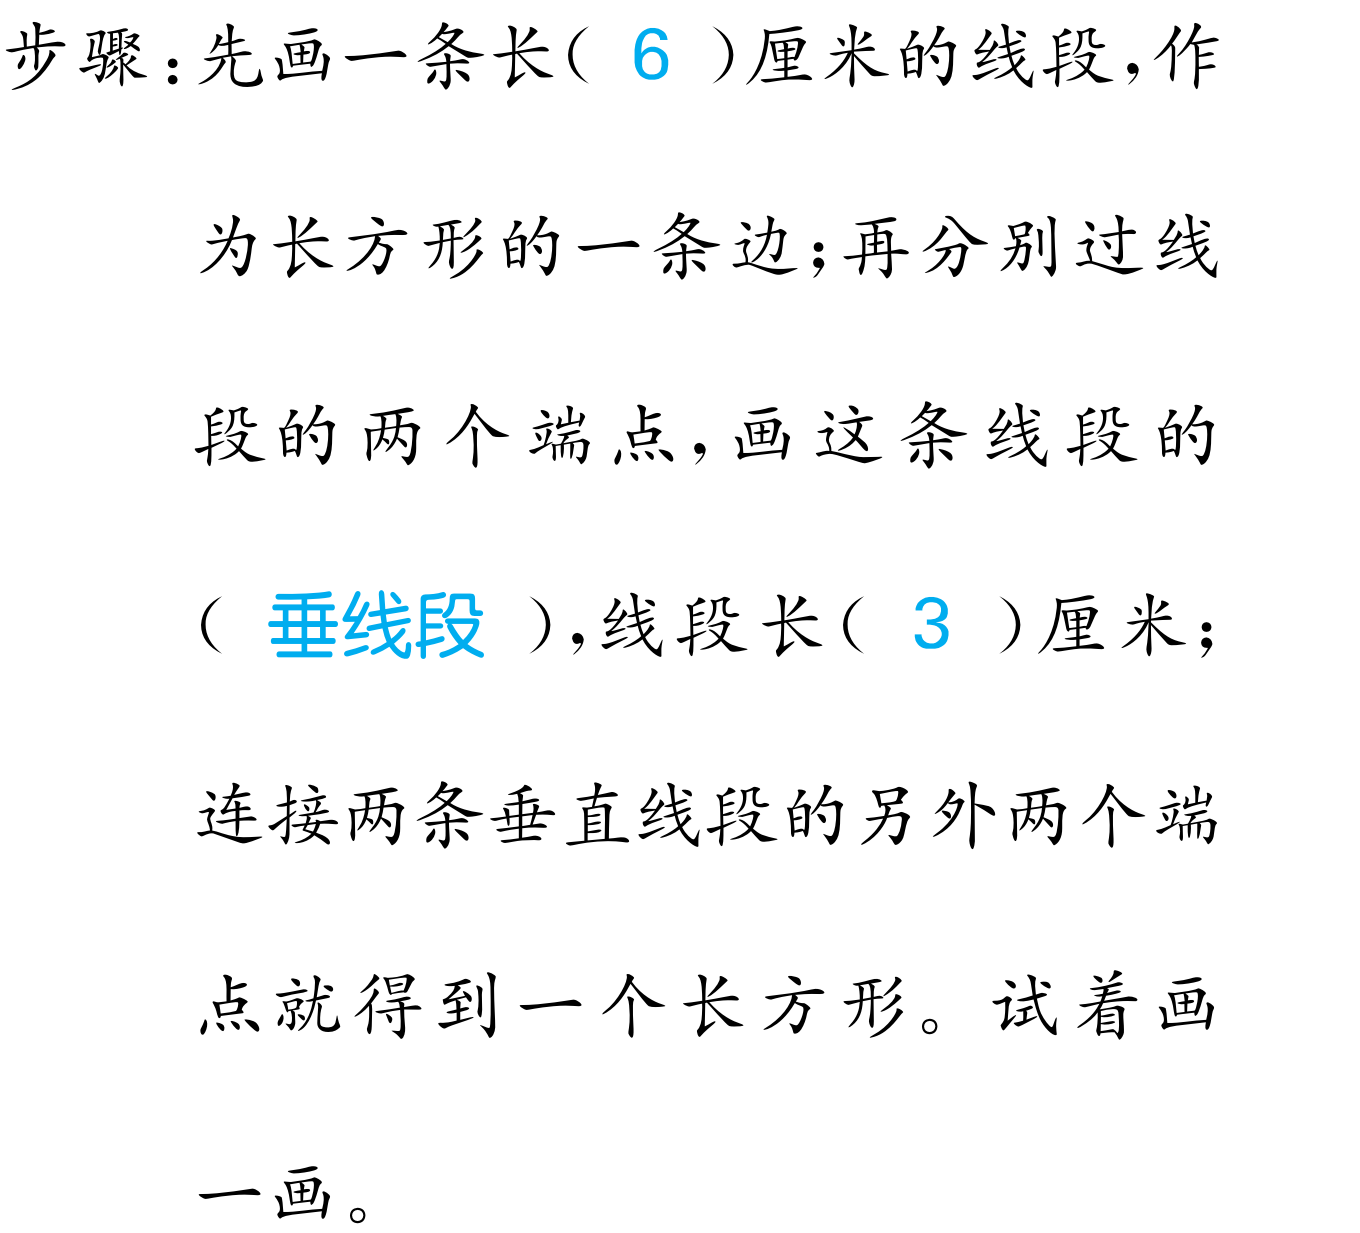 步骤:先画一条长( 6 )厘米的线段,作
为长方形的一条边;再分别过线
段的两个端点,画这条线段的
( 垂线段 ),线段长( 3 )厘米;
连接两条垂直线段的另外两个端
点就得到一个长方形。试着画
一画。